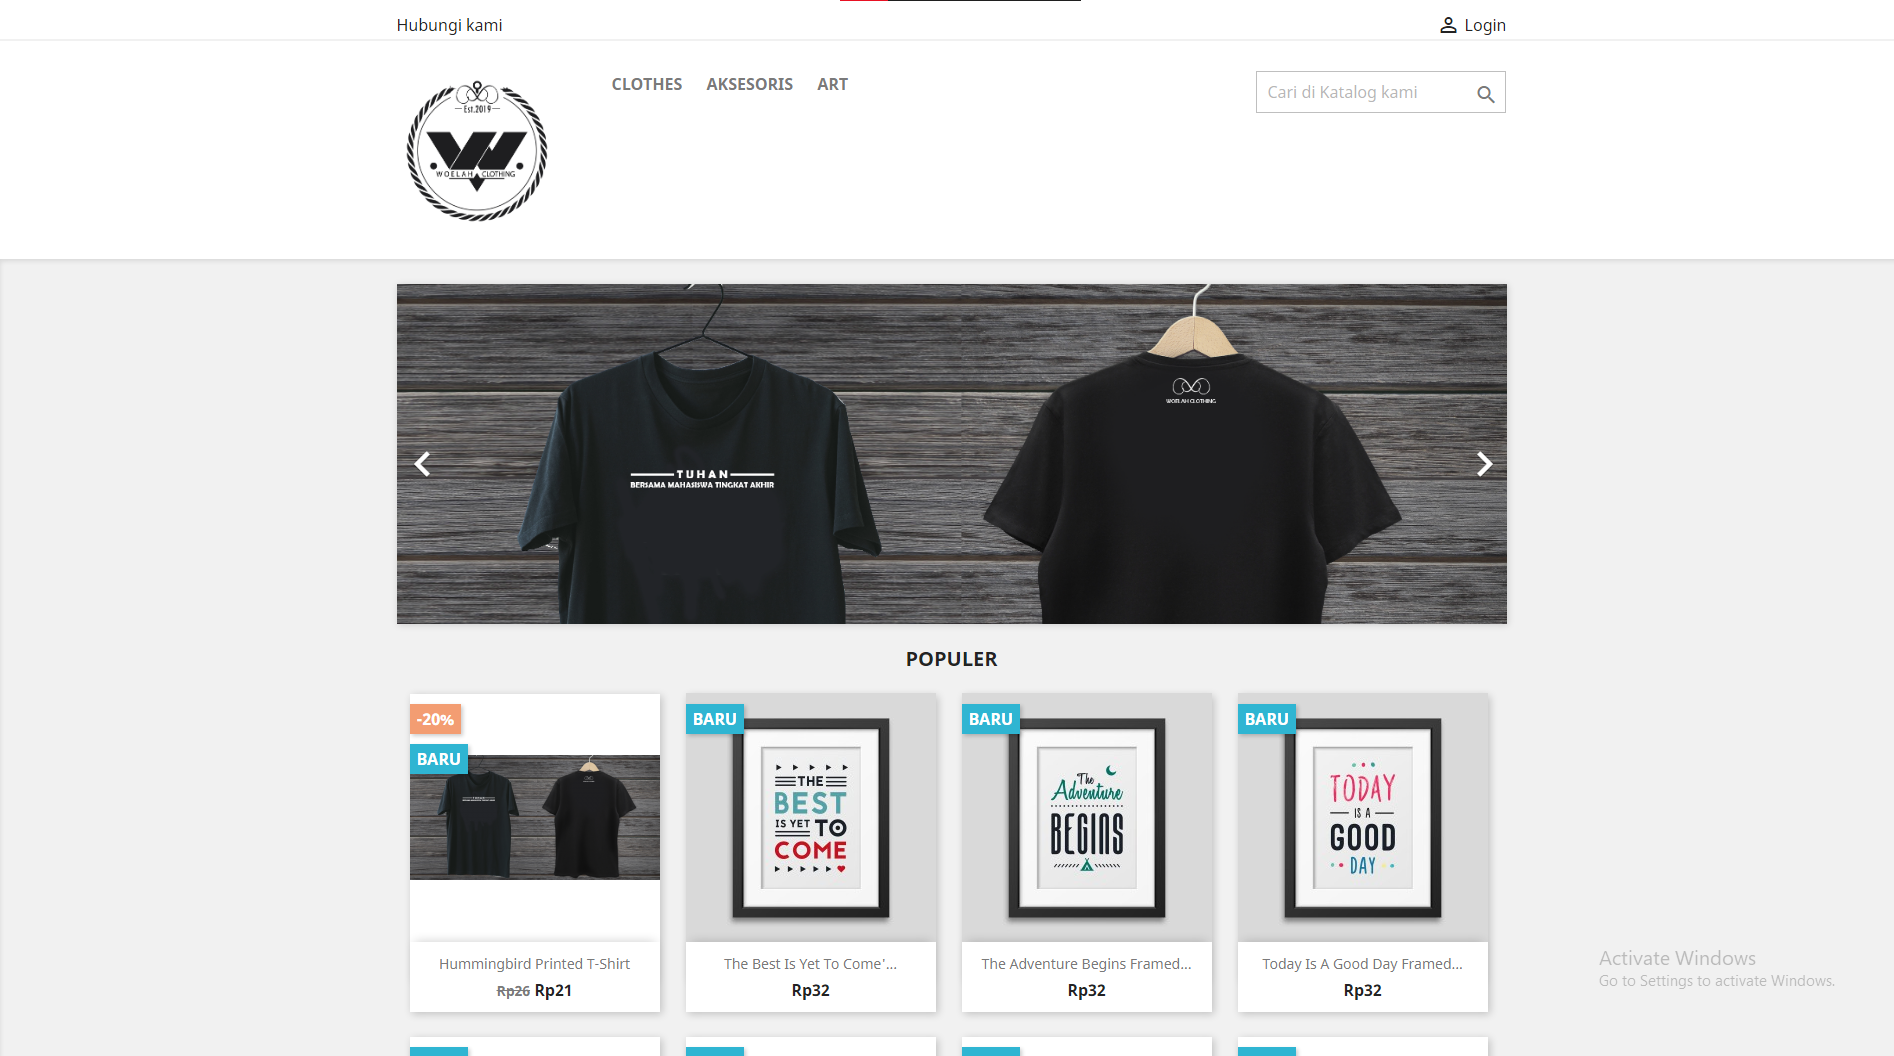 Hubungi kami
Login
Est.2019
WOELAH CLOTHING
CLOTHES AKSESORIS ART
Cari di Katalog kami
TUHAN
BERSAMA MAHASISWA TINGKAT AKHIR
WOELAH CLOTHING
POPULER
-20%
BARU
Hummingbird Printed T-Shirt
Rp26 Rp21
BARU
THE
BEST
IS YET TO
COME
The Best Is Yet To Come'...
Rp32
BARU
The
Adventure
BEGINS
The Adventure Begins Framed...
Rp32
BARU
TODAY
IS A
GOOD
DAY
Today Is A Good Day Framed...
Rp32
Activate Windows
Go to Settings to activate Windows.